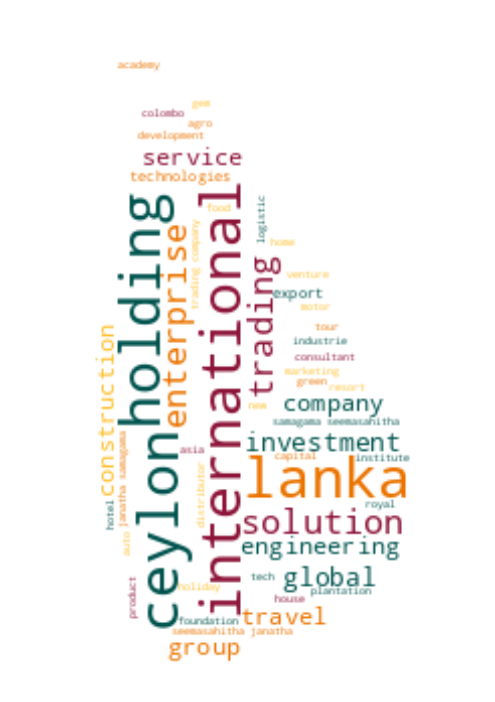 academy
gem
colombo
agro
development
service
technologies
international
holding
logistic
food
trading company
enterprise
home
trading
venture
export
motor
tour
industrie
construction
consultant
marketing
green
resort
company
new
samagama seemasahitha
investment
janatha samagama
ceylon
asia
capital
institute
lanka
distributor
hotel
royal
solution
auto
engineering
global
tech
product
holiday
plantation
house
travel
foundation
seemasahitha janatha
group